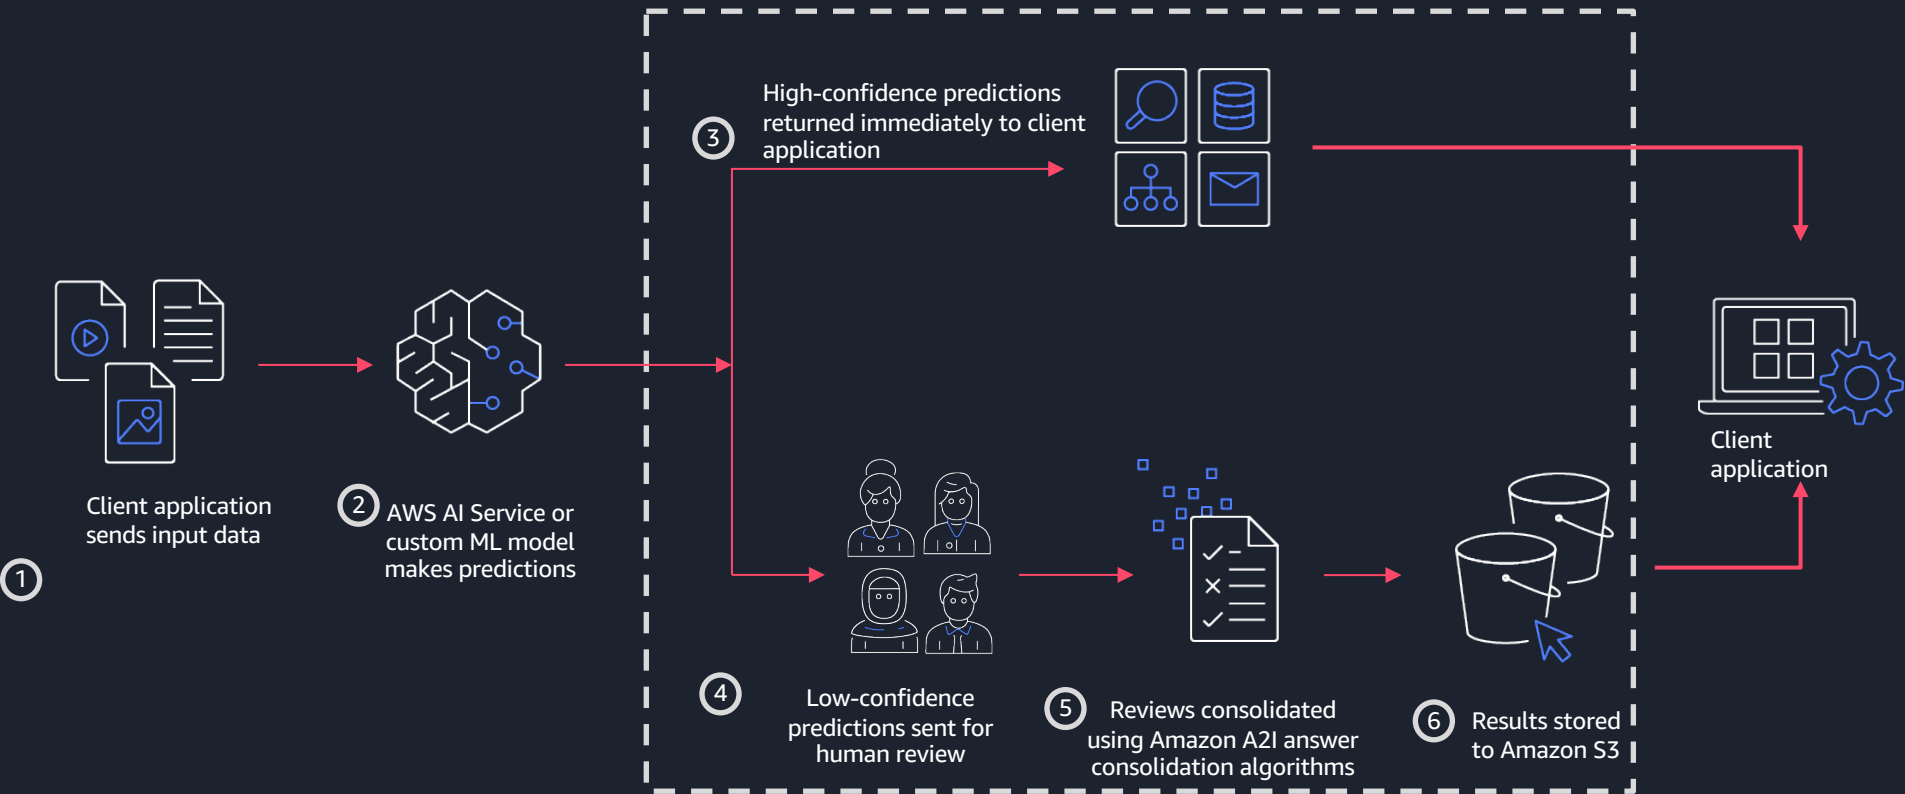 1
Client application
sends input data
2
AWS AI Service or
custom ML model
makes predictions
3
High-confidence predictions
returned immediately to client
application
4
Low-confidence
predictions sent for
human review
5
Reviews consolidated
using Amazon A2I answer
consolidation algorithms
6
Results stored
to Amazon S3
Client
application